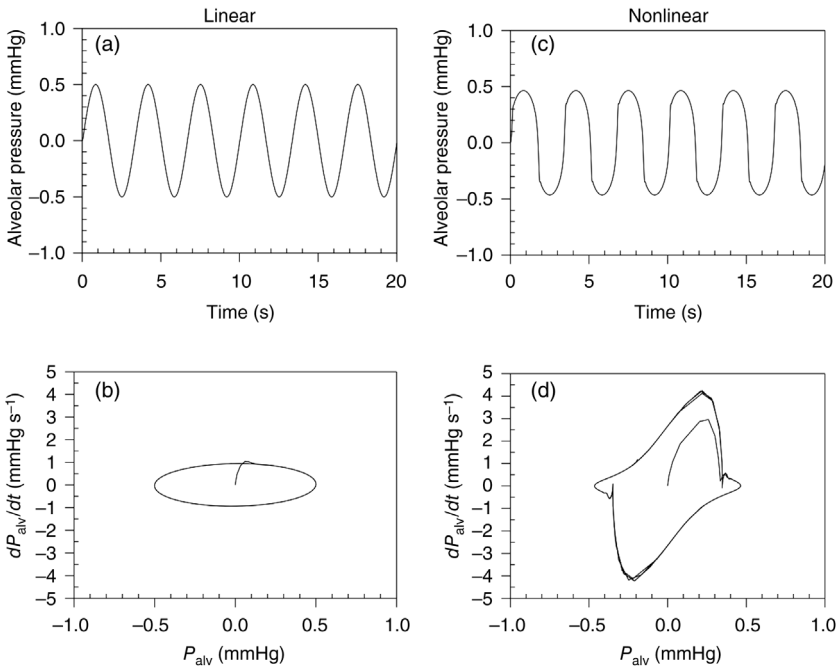 Linear
(a)
Alveolar pressure (mmHg)
1.0
0.5
0.0
–0.5
–1.0
0 5 10 15 20
Time (s)
Nonlinear
(c)
Alveolar pressure (mmHg)
1.0
0.5
0.0
–0.5
–1.0
0 5 10 15 20
Time (s)
(b)
dPalv/dt (mmHg s–1)
5
4
3
2
1
0
–1
–2
–3
–4
–5
–1.0 –0.5 0.0 0.5 1.0
Palv (mmHg)
(d)
dPalv/dt (mmHg s–1)
5
4
3
2
1
0
–1
–2
–3
–4
–5
–1.0 –0.5 0.0 0.5 1.0
Palv (mmHg)